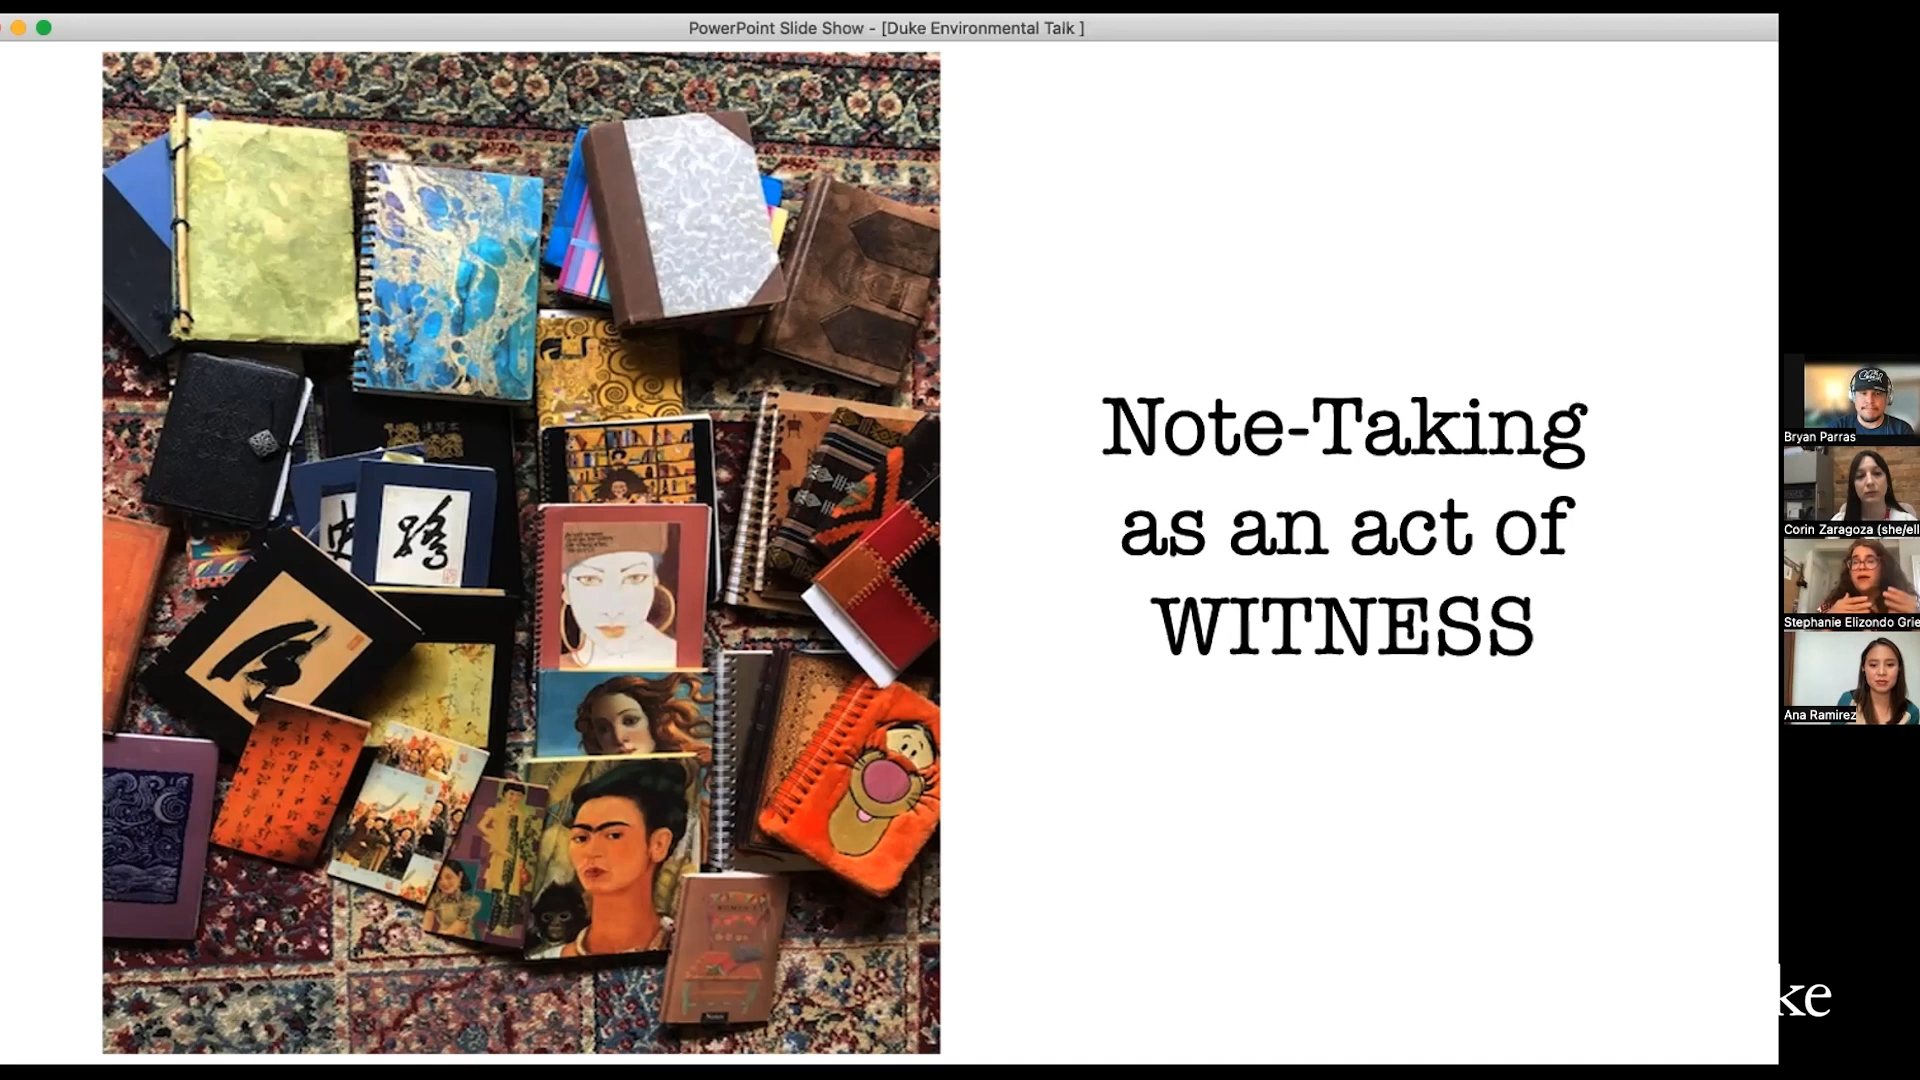 PowerPoint Slide Show - [Duke Environmental Talk ]
Note-Taking
as an act of
WITNESS
Bryan Parras
Corin Zaragoza (she/ell
Stephanie Elizondo Grie
Ana Ramirez
ke
Notes